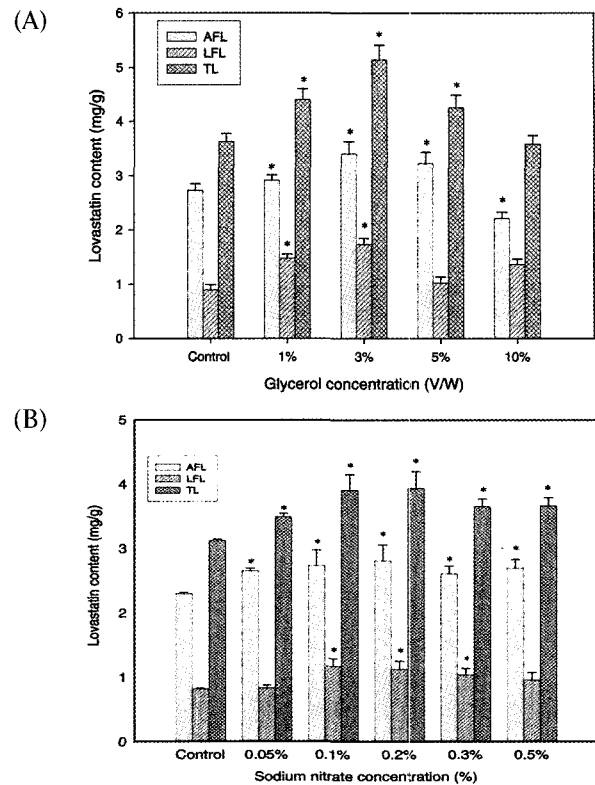 (A)
6
5
4
3
2
1
0
Lovastatin content (mg/g)
AFL
LFL
TL
* * * * * * * * *
Control 1% 3% 5% 10%
Glycerol concentration (V/W)
(B)
5
4
3
2
1
0
Lovastatin content (mg/g)
AFL
LFL
TL
* * * * * * * * * * * * *
Control 0.05% 0.1% 0.2% 0.3% 0.5%
Sodium nitrate concentration (%)